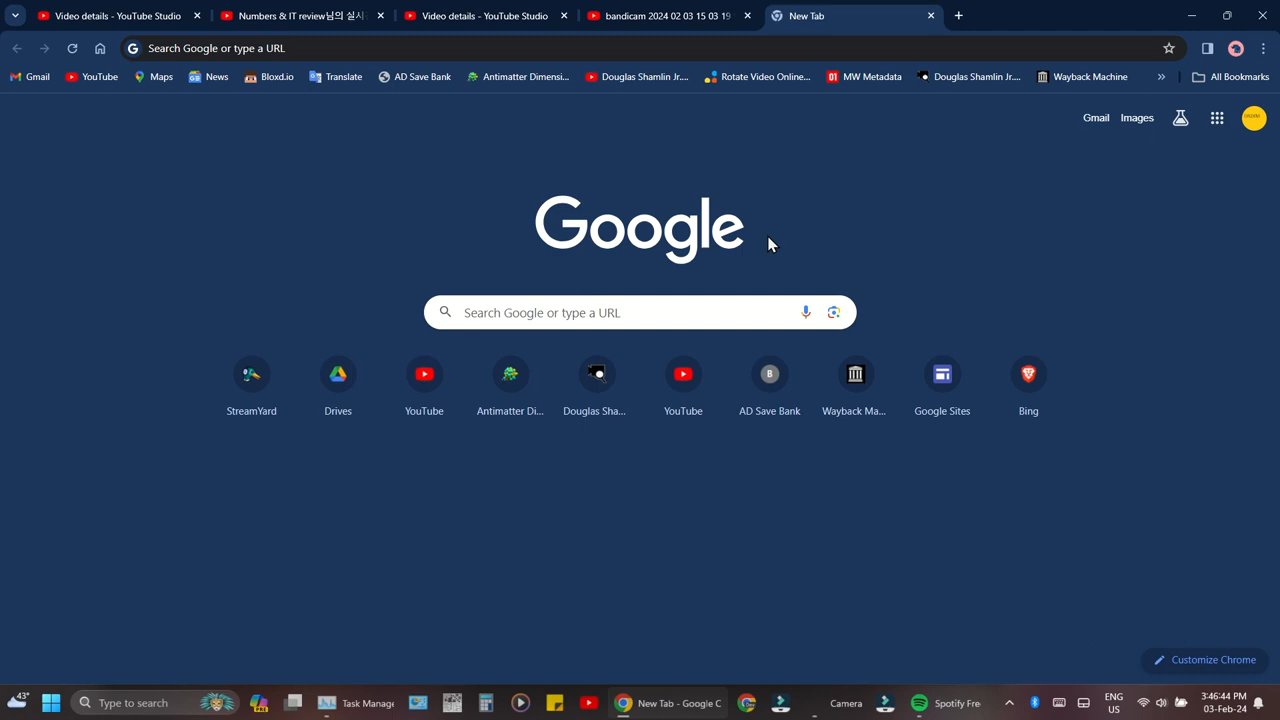 Video details - YouTube Studio
Numbers & IT review님의 실시
Video details - YouTube Studio
bandicam 2024 02 03 15 03 19
New Tab
Search Google or type a URL
Gmail
YouTube
Maps
News
Bloxd.io
Translate
AD Save Bank
Antimatter Dimensi...
Douglas Shamlin Jr....
Rotate Video Online...
MW Metadata
Douglas Shamlin Jr....
Wayback Machine
All Bookmarks
Gmail
Images
Google
Search Google or type a URL
StreamYard
Drives
YouTube
Antimatter Di...
Douglas Sha...
YouTube
B
AD Save Bank
Wayback Ma...
Google Sites
Bing
Customize Chrome
43°
Type to search
PRE
Task Manage
New Tab - Google C
Dev
Camera
Spotify Fre
ENG
US
3:46:44 PM
03-Feb-24